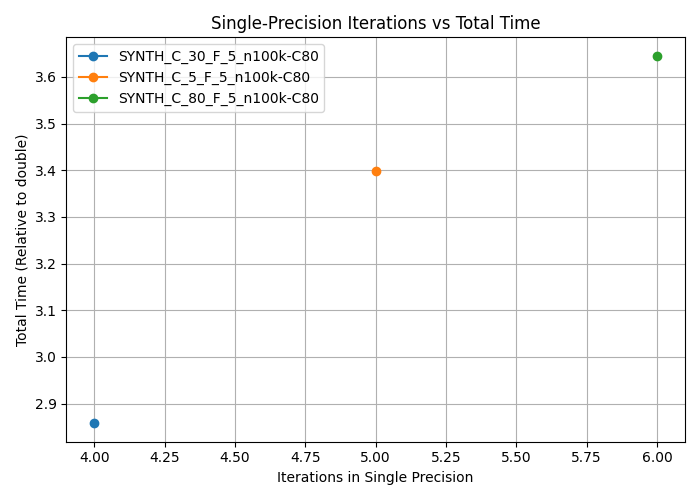 Single-Precision Iterations vs Total Time
SYNTH_C_30_F_5_n100k-C80
SYNTH_C_5_F_5_n100k-C80
SYNTH_C_80_F_5_n100k-C80
Total Time (Relative to double)
3.6
3.5
3.4
3.3
3.2
3.1
3.0
2.9
4.00 4.25 4.50 4.75 5.00 5.25 5.50 5.75 6.00
Iterations in Single Precision